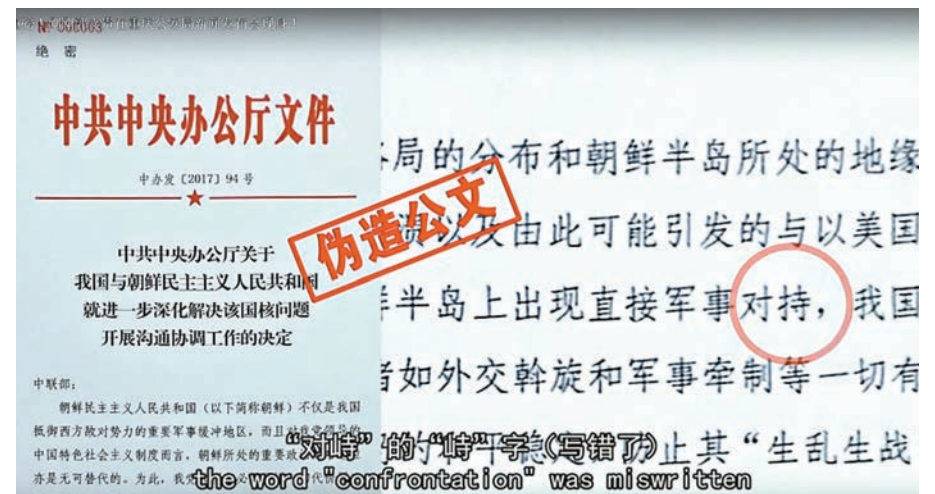 № 000003
绝 密
中共中央办公厅文件
中办发〔2017〕94 号
中共中央办公厅关于
我国与朝鲜民主主义人民共和国
就进一步深化解决该国核问题
开展沟通协调工作的决定
中联部:
朝鲜民主主义人民共和国（以下简称朝鲜）不仅是我国
抵御西方敌对势力的重要军事缓冲地区，而且对我党领导的
中国特色社会主义制度而言，朝鲜所处的重要政
亦是无可替代的。为此，我
伪造公文
局的分布和朝鲜半岛所处的地缘
以及由此可能引发的与以美国
半岛上出现直接军事对持，我国
如外交斡旋和军事牵制等一切有
止其“生乱生战
“对峙”的“峙”字（写错了）
the word "confrontation" was miswritten